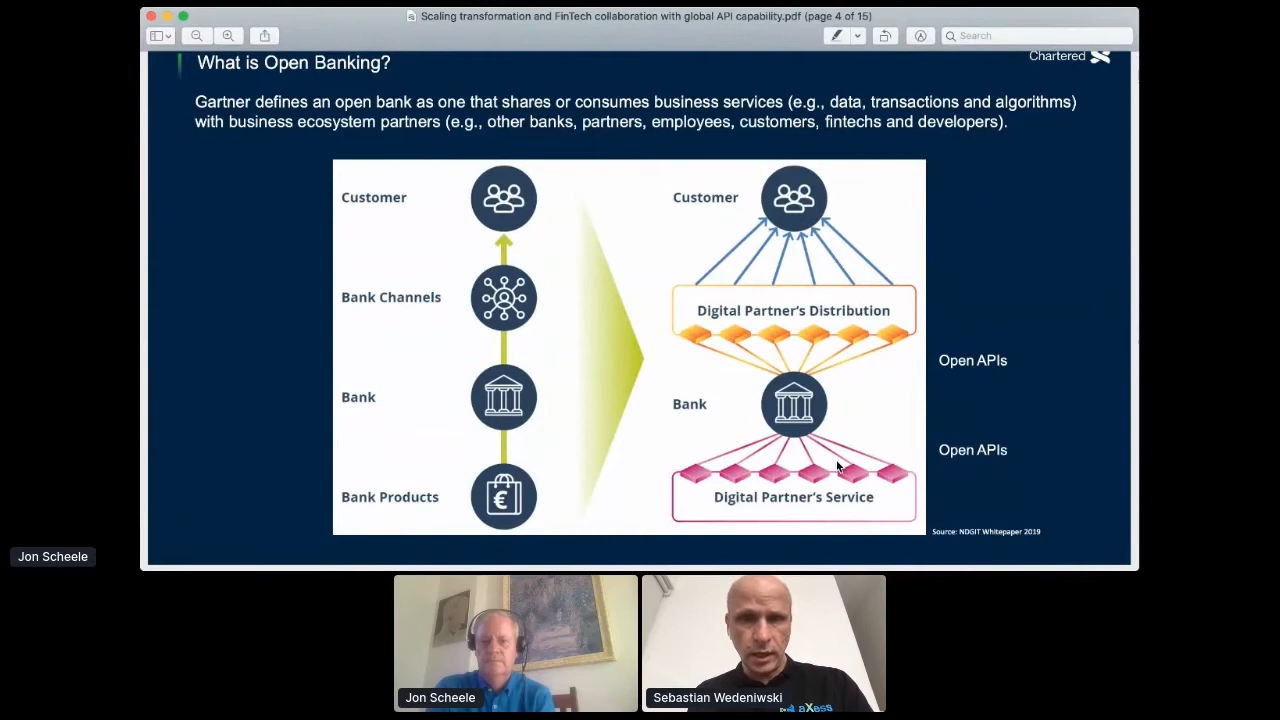 Scaling transformation and FinTech collaboration with global API capability.pdf (page 4 of 15)
Search
What is Open Banking?
Chartered
Gartner defines an open bank as one that shares or consumes business services (e.g., data, transactions and algorithms)
with business ecosystem partners (e.g., other banks, partners, employees, customers, fintechs and developers).
Customer
Bank Channels
Bank
Bank Products
€
Customer
Digital Partner's Distribution
Bank
Digital Partner's Service
Open APIs
Open APIs
Source: NDGIT Whitepaper 2019
Jon Scheele
Jon Scheele
Sebastian Wedeniwski
aXess